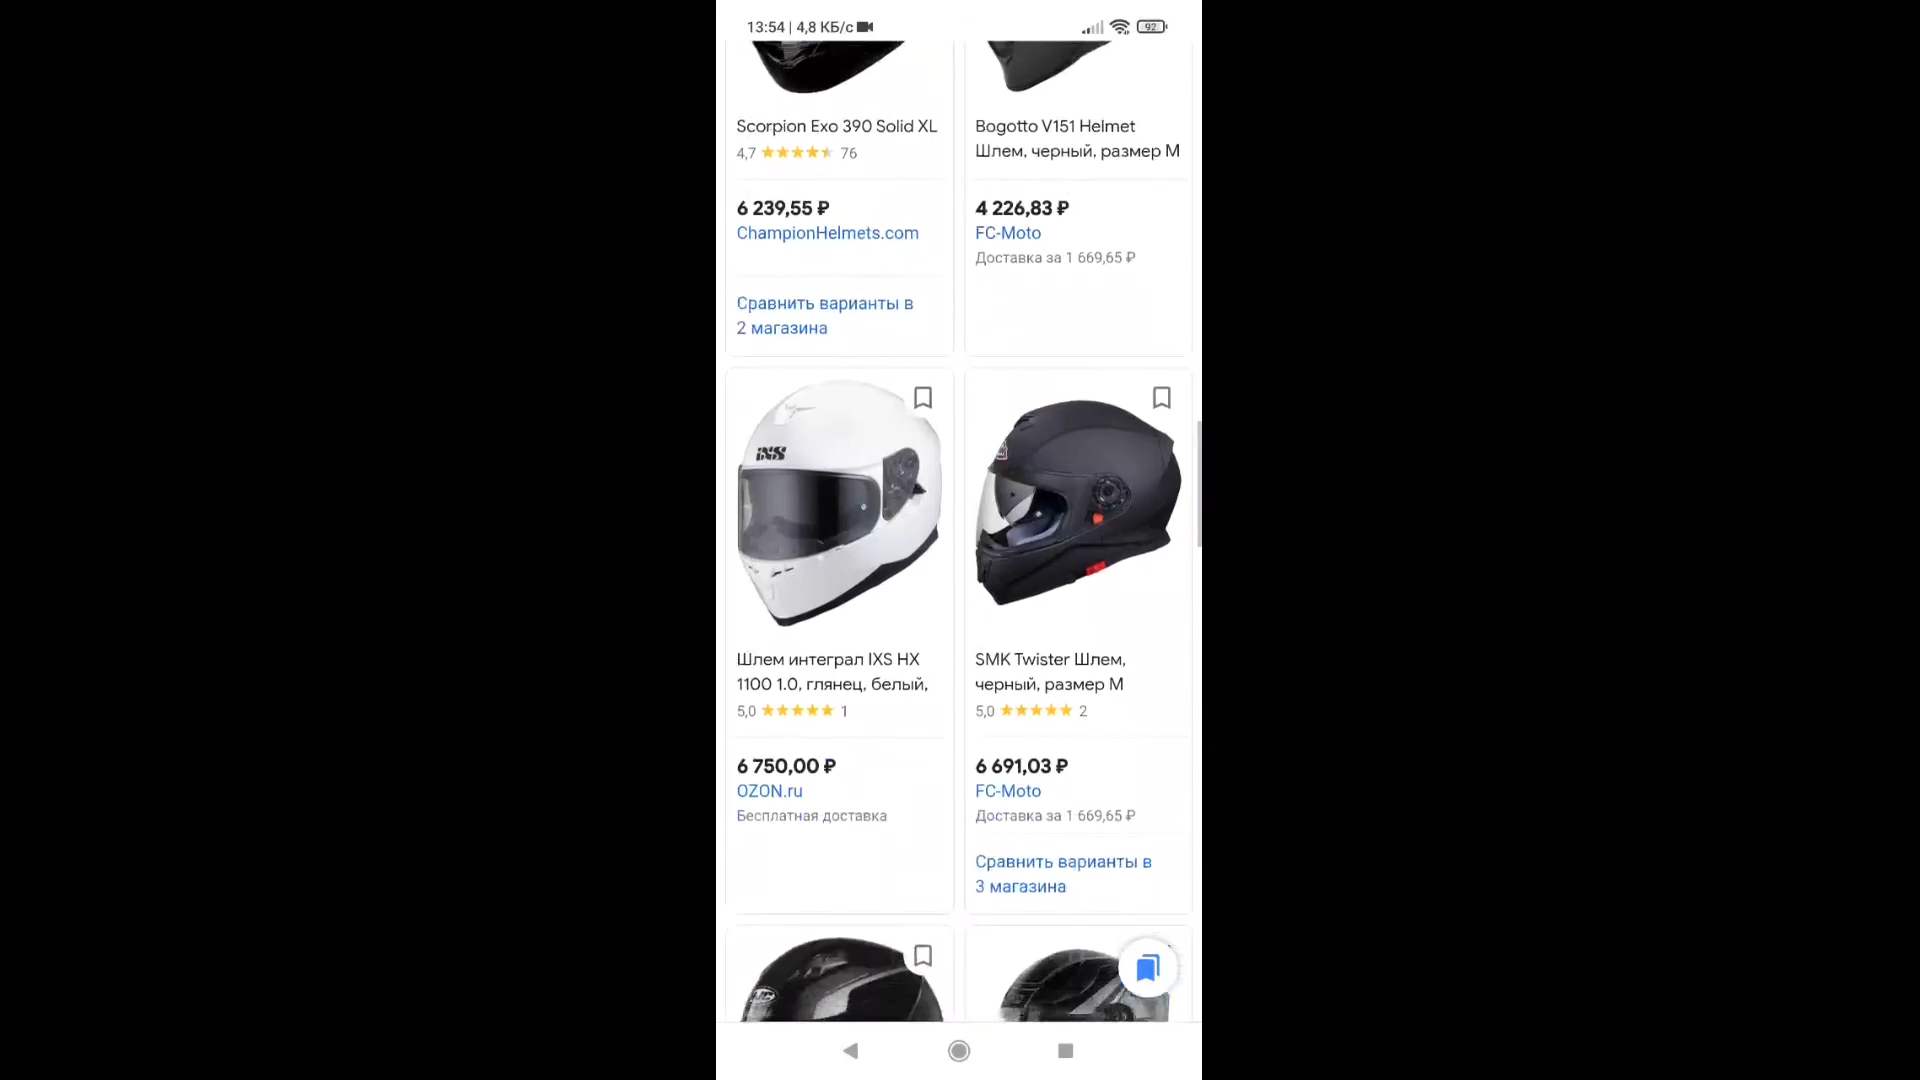 13:54 | 4,8 КБ/с
92
Scorpion Exo 390 Solid XL
4,7 76
6 239,55 ₽
ChampionHelmets.com
Сравнить варианты в
2 магазина
Bogotto V151 Helmet
Шлем, черный, размер M
4 226,83 ₽
FC-Moto
Доставка за 1 669,65 ₽
iXS
Шлем интеграл IXS HX
1100 1.0, глянец, белый,
5,0 1
6 750,00 ₽
OZON.ru
Бесплатная доставка
SMK Twister Шлем,
черный, размер M
5,0 2
6 691,03 ₽
FC-Moto
Доставка за 1 669,65 ₽
Сравнить варианты в
3 магазина